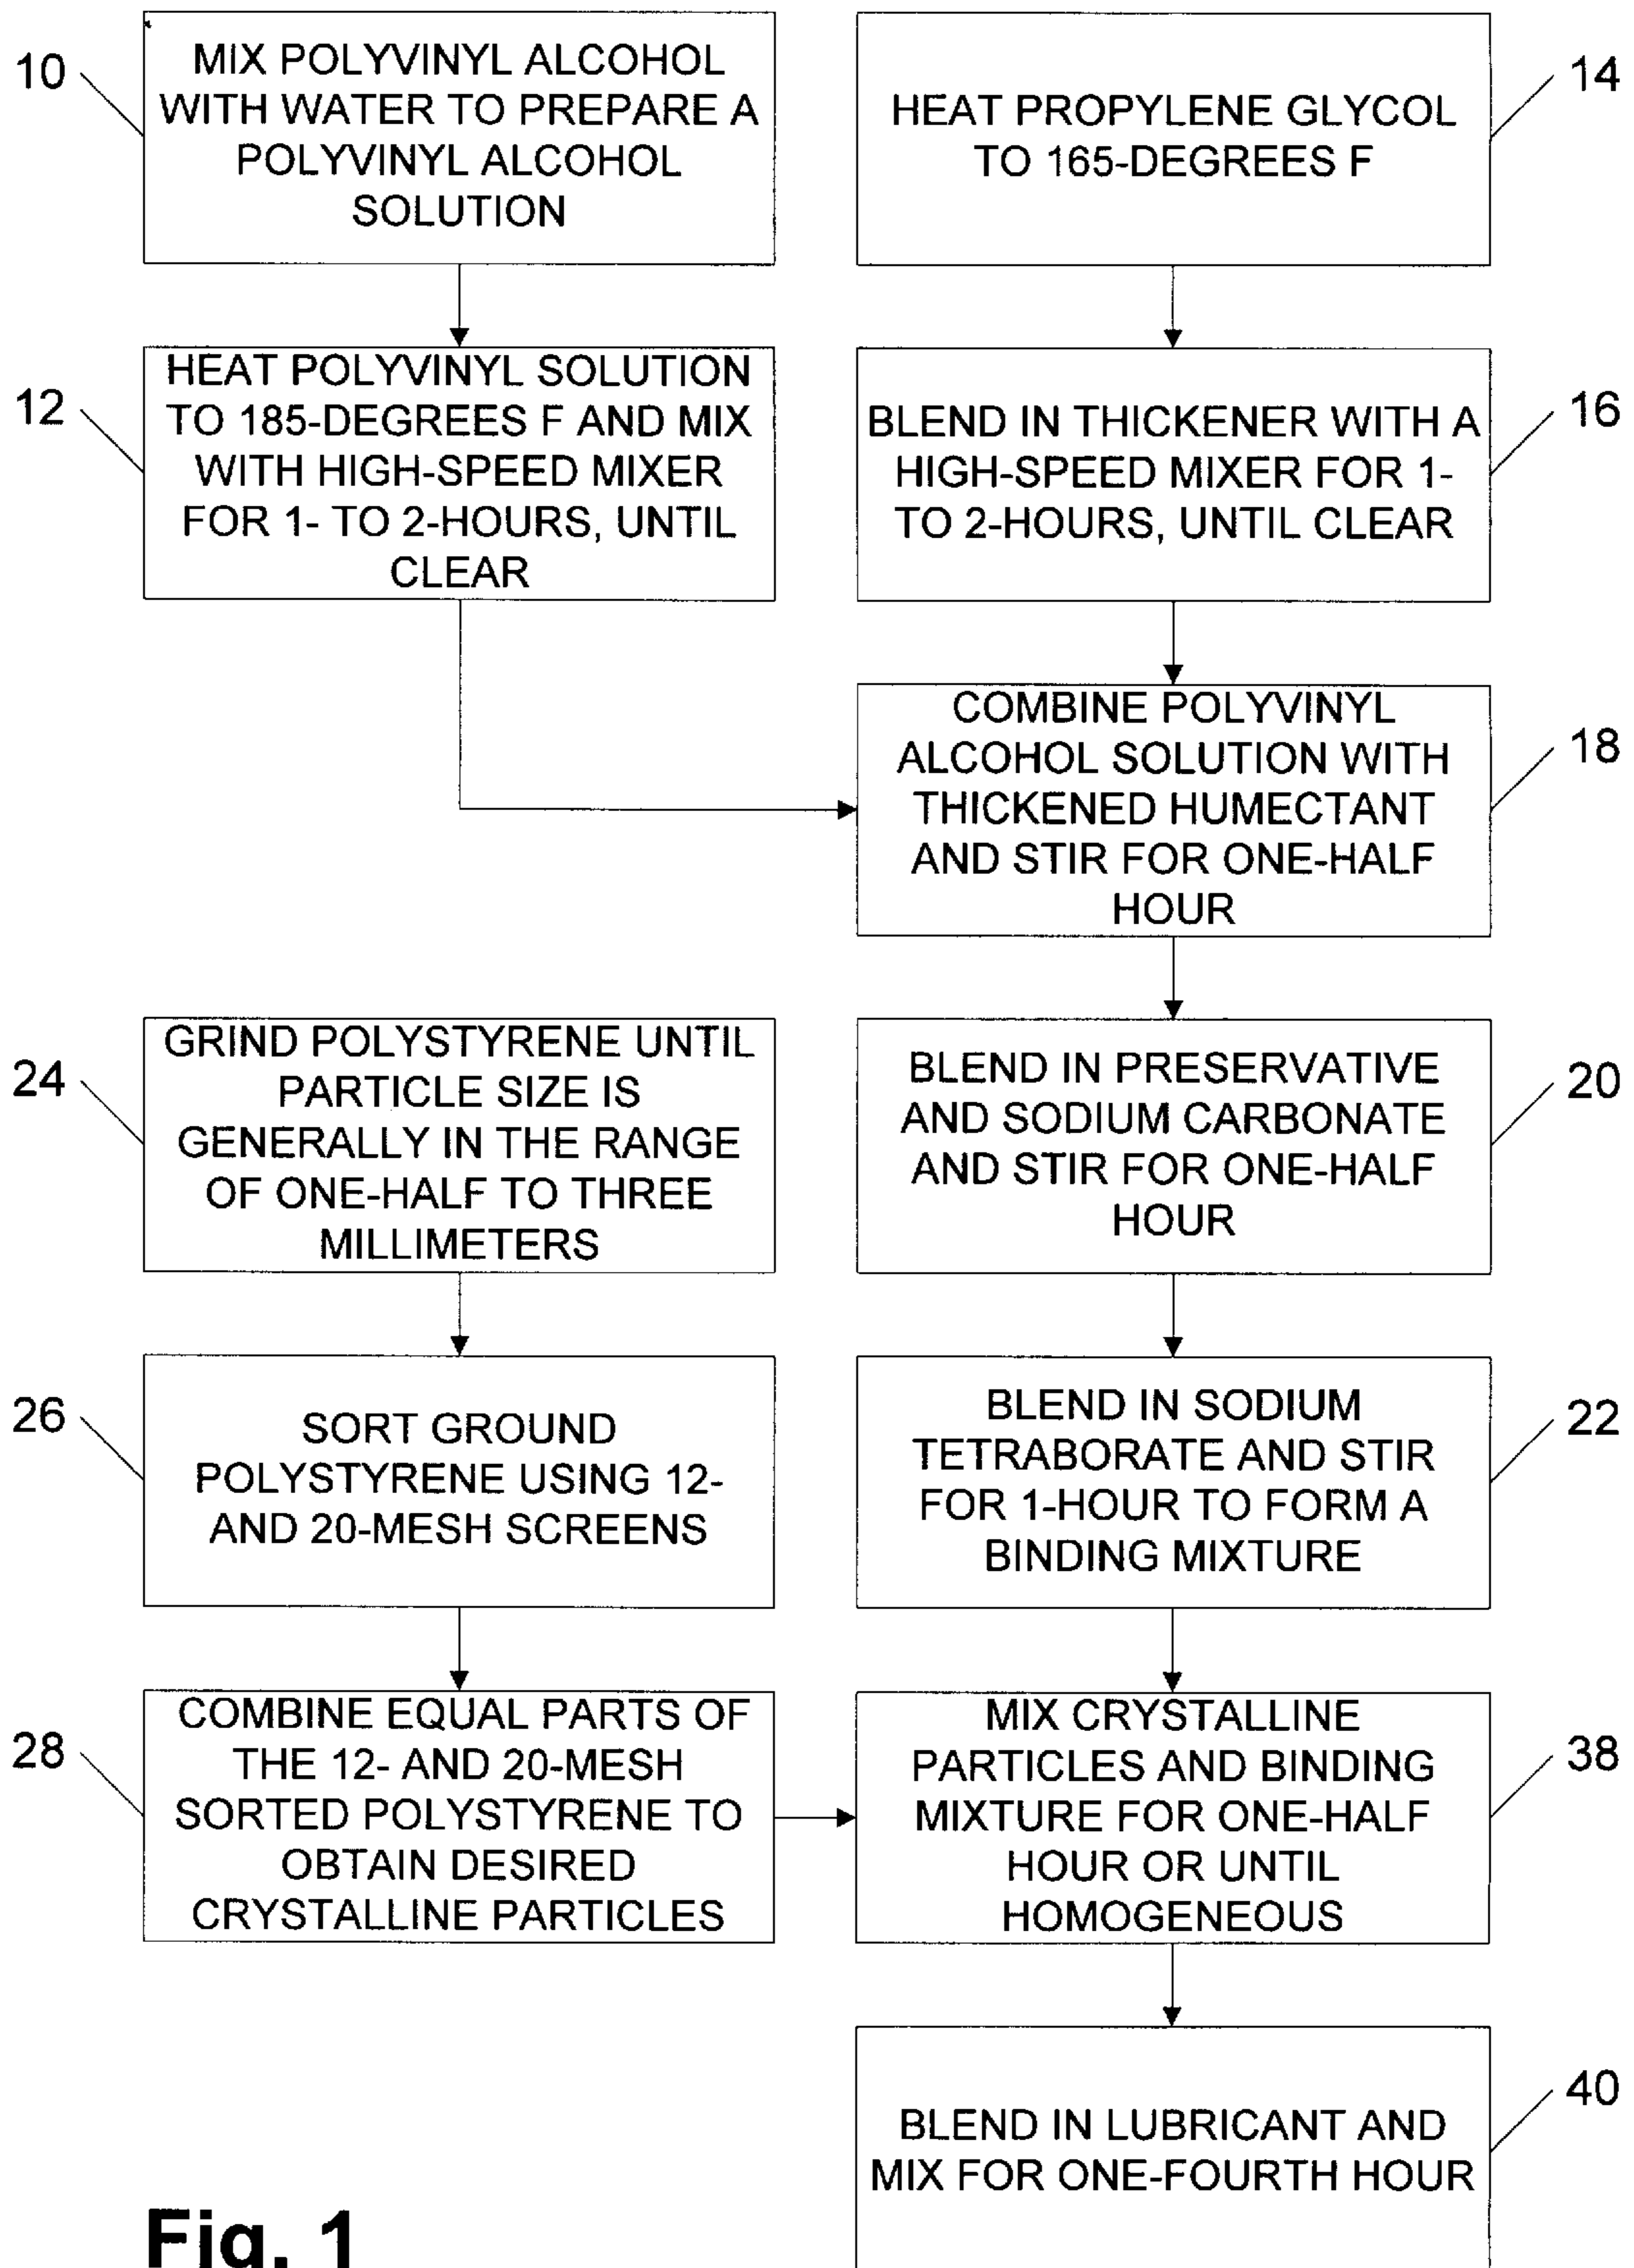 10
MIX POLYVINYL ALCOHOL
WITH WATER TO PREPARE A
POLYVINYL ALCOHOL
SOLUTION
HEAT PROPYLENE GLYCOL
TO 165-DEGREES F
14
12
HEAT POLYVINYL SOLUTION
TO 185-DEGREES F AND MIX
WITH HIGH-SPEED MIXER
FOR 1- TO 2-HOURS, UNTIL
CLEAR
BLEND IN THICKENER WITH A
HIGH-SPEED MIXER FOR 1-
TO 2-HOURS, UNTIL CLEAR
16
COMBINE POLYVINYL
ALCOHOL SOLUTION WITH
THICKENED HUMECTANT
AND STIR FOR ONE-HALF
HOUR
18
24
GRIND POLYSTYRENE UNTIL
PARTICLE SIZE IS
GENERALLY IN THE RANGE
OF ONE-HALF TO THREE
MILLIMETERS
BLEND IN PRESERVATIVE
AND SODIUM CARBONATE
AND STIR FOR ONE-HALF
HOUR
20
26
SORT GROUND
POLYSTYRENE USING 12-
AND 20-MESH SCREENS
BLEND IN SODIUM
TETRABORATE AND STIR
FOR 1-HOUR TO FORM A
BINDING MIXTURE
22
28
COMBINE EQUAL PARTS OF
THE 12- AND 20-MESH
SORTED POLYSTYRENE TO
OBTAIN DESIRED
CRYSTALLINE PARTICLES
MIX CRYSTALLINE
PARTICLES AND BINDING
MIXTURE FOR ONE-HALF
HOUR OR UNTIL
HOMOGENEOUS
38
BLEND IN LUBRICANT AND
MIX FOR ONE-FOURTH HOUR
40
Fig. 1